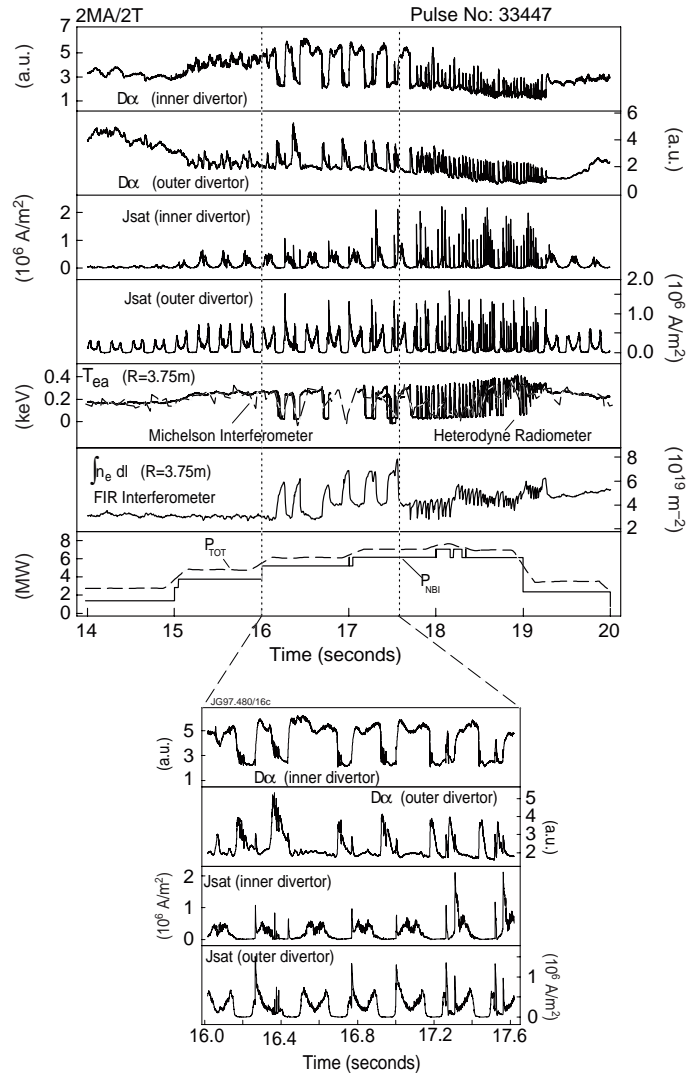 2MA/2T Pulse No: 33447
7
5
3
1
(a.u.)
Dα (inner divertor)
6
4
2
0
(a.u.)
Dα (outer divertor)
2
1
0
(10⁶ A/m²)
Jsat (inner divertor)
2.0
1.0
0.0
(10⁶ A/m²)
Jsat (outer divertor)
0.4
0.2
0
(keV)
Tea (R=3.75m)
Michelson Interferometer
Heterodyne Radiometer
8
6
4
2
(10¹⁹ m⁻²)
∫ne dl (R=3.75m)
FIR Interferometer
8
6
4
2
0
(MW)
PTOT
PNBI
14 15 16 17 18 19 20
Time (seconds)
JG97.480/16c
5
3
1
(a.u.)
Dα (inner divertor)
Dα (outer divertor)
5
4
3
2
(a.u.)
2
1
0
(10⁶ A/m²)
Jsat (inner divertor)
1
0
(10⁶ A/m²)
Jsat (outer divertor)
16.0 16.4 16.8 17.2 17.6
Time (seconds)